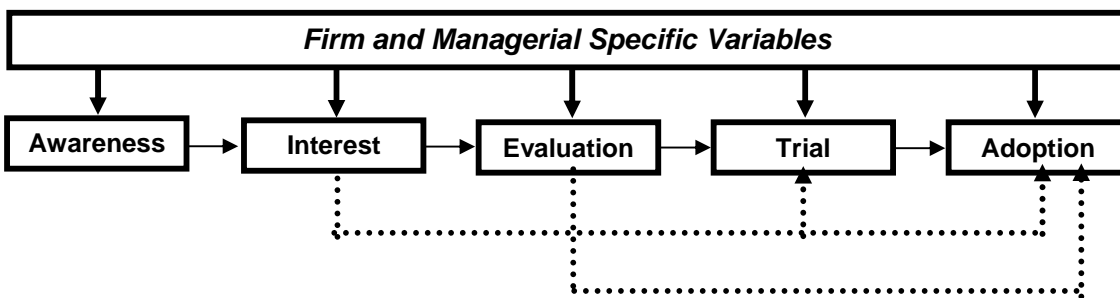 Firm and Managerial Specific Variables
Awareness
Interest
Evaluation
Trial
Adoption